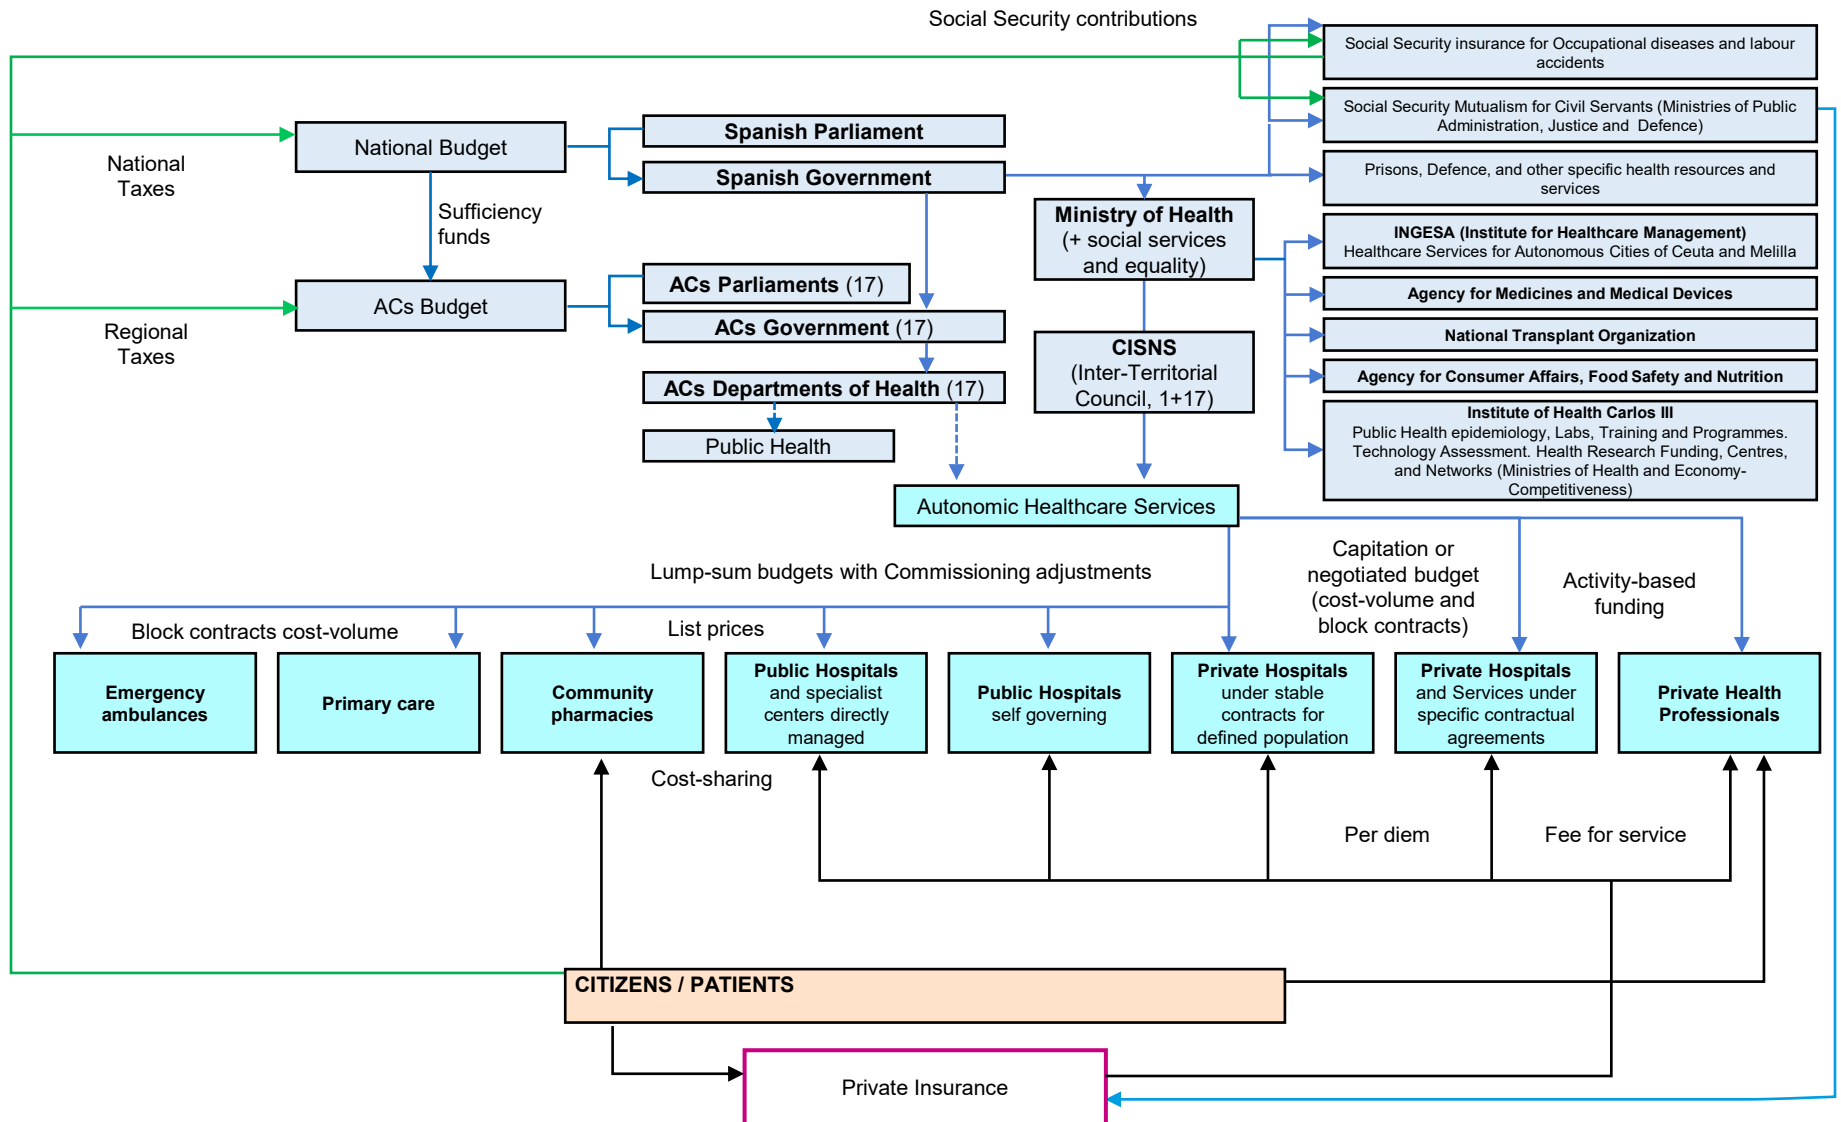 Social Security contributions
Social Security insurance for Occupational diseases and labour
accidents
Social Security Mutualism for Civil Servants (Ministries of Public
Administration, Justice and Defence)
Prisons, Defence, and other specific health resources and
services
National
Taxes
National Budget
Spanish Parliament
Spanish Government
Sufficiency
funds
Ministry of Health
(+ social services
and equality)
INGESA (Institute for Healthcare Management)
Healthcare Services for Autonomous Cities of Ceuta and Melilla
Agency for Medicines and Medical Devices
National Transplant Organization
Agency for Consumer Affairs, Food Safety and Nutrition
Institute of Health Carlos III
Public Health epidemiology, Labs, Training and Programmes.
Technology Assessment. Health Research Funding, Centres,
and Networks (Ministries of Health and Economy-
Competitiveness)
Regional
Taxes
ACs Budget
ACs Parliaments (17)
ACs Government (17)
ACs Departments of Health (17)
Public Health
CISNS
(Inter-Territorial
Council, 1+17)
Autonomic Healthcare Services
Lump-sum budgets with Commissioning adjustments
Capitation or
negotiated budget
(cost-volume and
block contracts)
Activity-based
funding
Block contracts cost-volume
List prices
Emergency
ambulances
Primary care
Community
pharmacies
Public Hospitals
and specialist
centers directly
managed
Public Hospitals
self governing
Private Hospitals
under stable
contracts for
defined population
Private Hospitals
and Services under
specific contractual
agreements
Private Health
Professionals
Cost-sharing
Per diem
Fee for service
CITIZENS / PATIENTS
Private Insurance